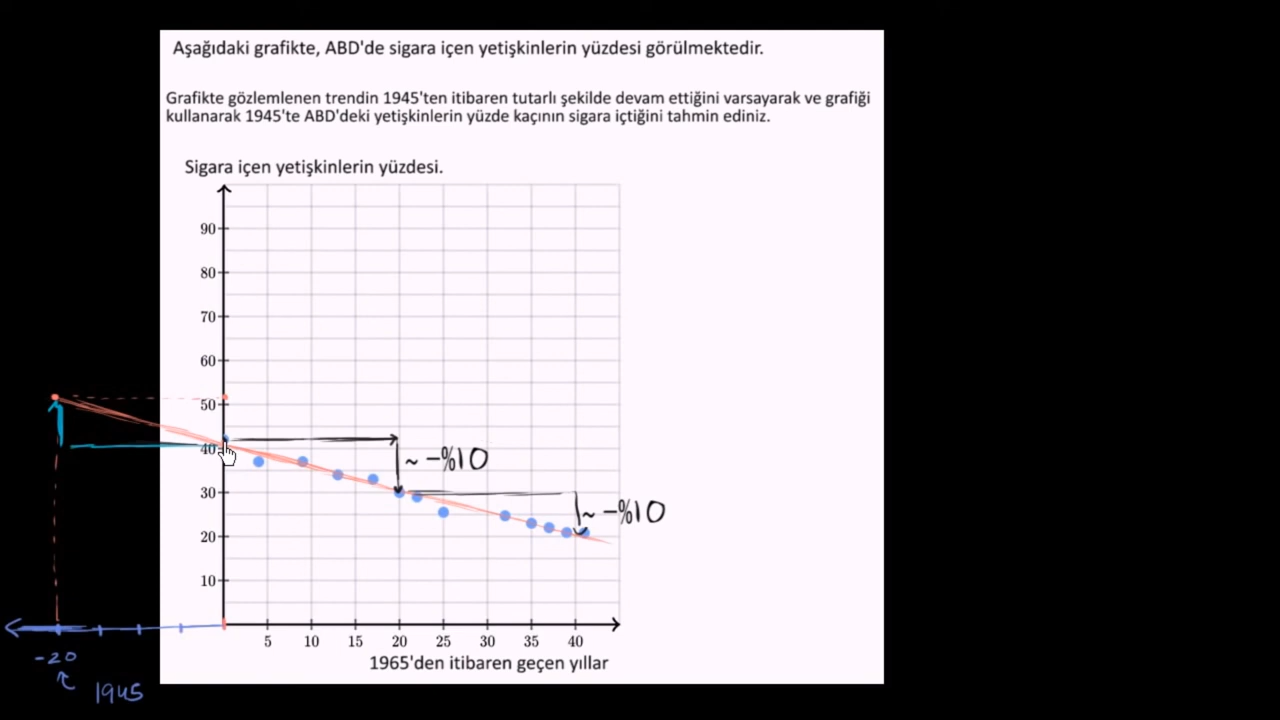 Aşağıdaki grafikte, ABD'de sigara içen yetişkinlerin yüzdesi görülmektedir.
Grafikte gözlemlenen trendin 1945'ten itibaren tutarlı şekilde devam ettiğini varsayarak ve grafiği
kullanarak 1945'te ABD'deki yetişkinlerin yüzde kaçının sigara içtiğini tahmin ediniz.
Sigara içen yetişkinlerin yüzdesi.
90
80
70
60
50
40
~ -%10
30
~ -%10
20
10
5 10 15 20 25 30 35 40
-20
1965'den itibaren geçen yıllar
1945